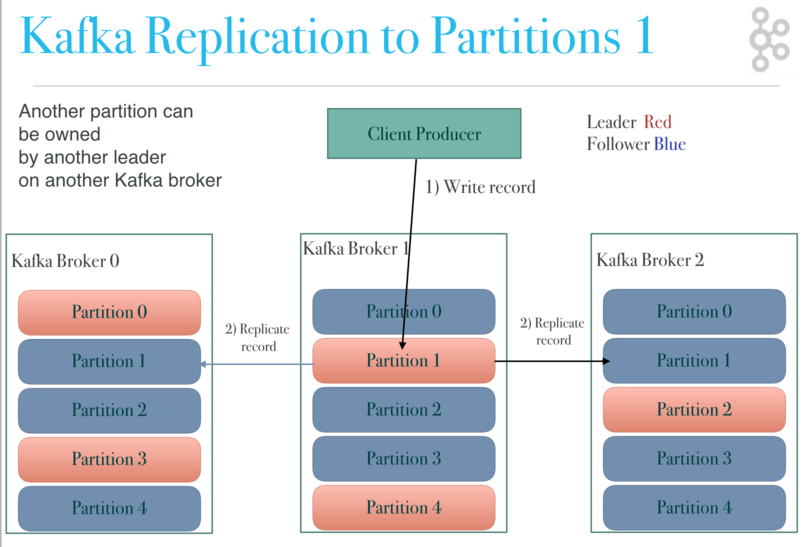 Kafka Replication to Partitions 1
Another partition can
be owned
by another leader
on another Kafka broker
Client Producer
Leader Red
Follower Blue
1) Write record
Kafka Broker 0
Partition 0
Partition 1
Partition 2
Partition 3
Partition 4
2) Replicate
record
Kafka Broker 1
Partition 0
Partition 1
Partition 2
Partition 3
Partition 4
2) Replicate
record
Kafka Broker 2
Partition 0
Partition 1
Partition 2
Partition 3
Partition 4